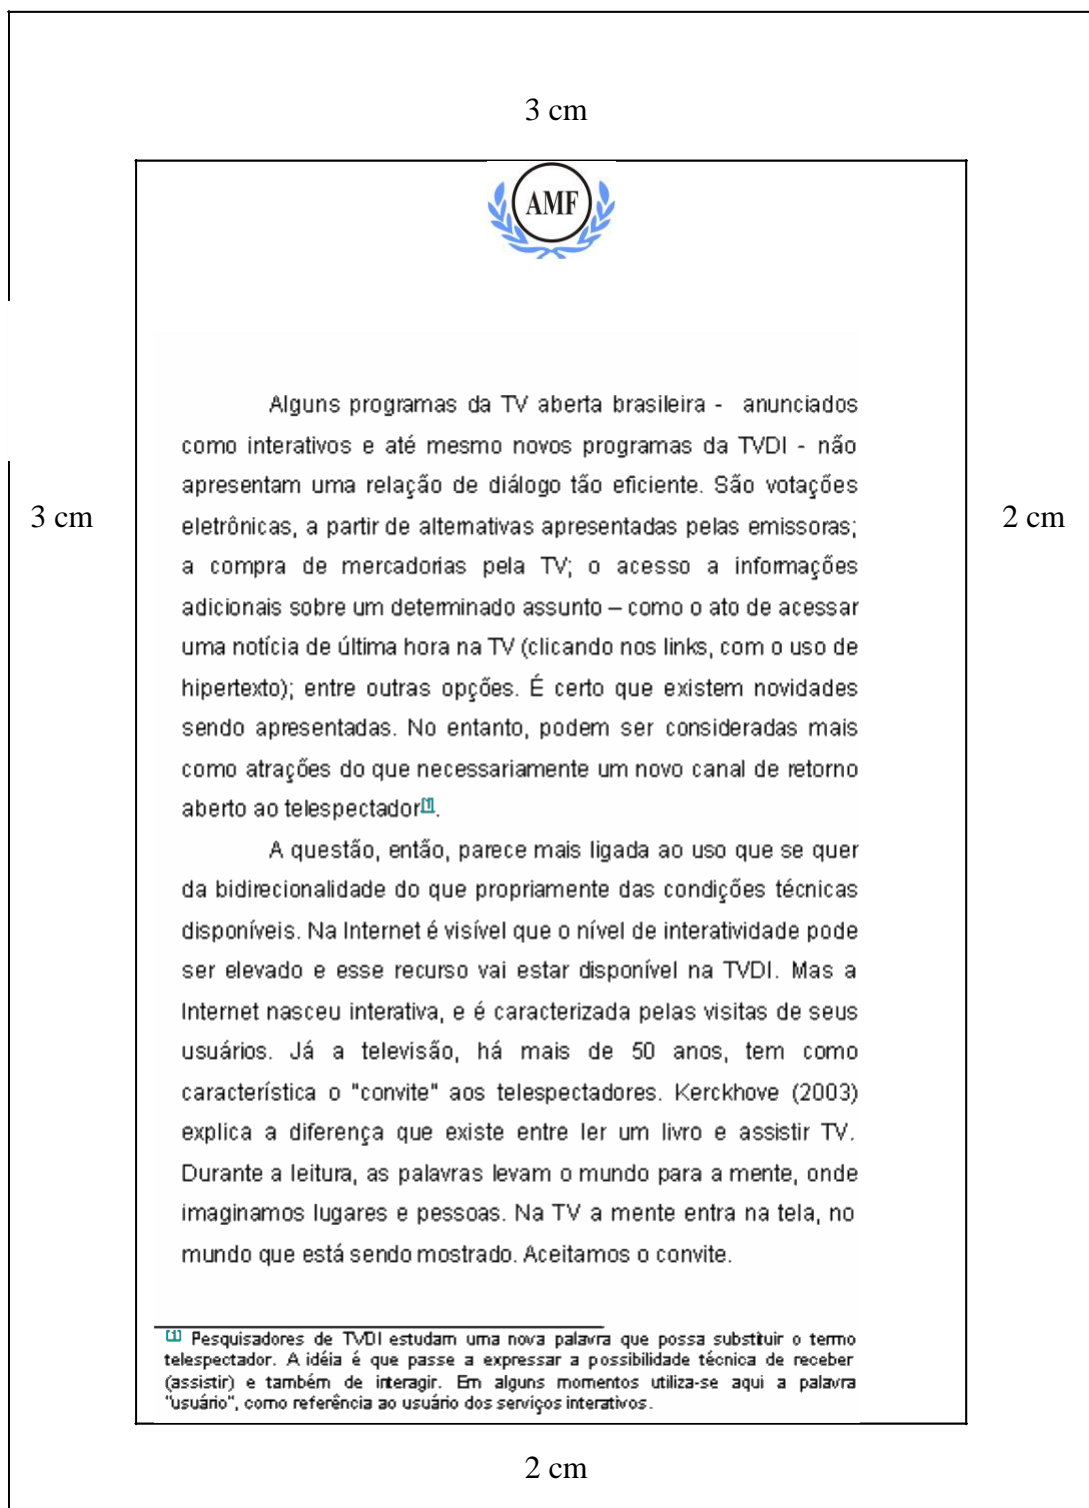 3 cm
AMF
Alguns programas da TV aberta brasileira - anunciados
como interativos e até mesmo novos programas da TVDI - não
apresentam uma relação de diálogo tão eficiente. São votações
3 cm
2 cm
eletrônicas, a partir de alternativas apresentadas pelas emissoras;
a compra de mercadorias pela TV; o acesso a informações
adicionais sobre um determinado assunto – como o ato de acessar
uma notícia de última hora na TV (clicando nos links, com o uso de
hipertexto); entre outras opções. É certo que existem novidades
sendo apresentadas. No entanto, podem ser consideradas mais
como atrações do que necessariamente um novo canal de retorno
aberto ao telespectador[1].
A questão, então, parece mais ligada ao uso que se quer
da bidirecionalidade do que propriamente das condições técnicas
disponíveis. Na Internet é visível que o nível de interatividade pode
ser elevado e esse recurso vai estar disponível na TVDI. Mas a
Internet nasceu interativa, e é caracterizada pelas visitas de seus
usuários. Já a televisão, há mais de 50 anos, tem como
característica o "convite" aos telespectadores. Kerckhove (2003)
explica a diferença que existe entre ler um livro e assistir TV.
Durante a leitura, as palavras levam o mundo para a mente, onde
imaginamos lugares e pessoas. Na TV a mente entra na tela, no
mundo que está sendo mostrado. Aceitamos o convite.
[1] Pesquisadores de TVDI estudam uma nova palavra que possa substituir o termo
telespectador. A idéia é que passe a expressar a possibilidade técnica de receber
(assistir) e também de interagir. Em alguns momentos utiliza-se aqui a palavra
"usuário", como referência ao usuário dos serviços interativos.
2 cm